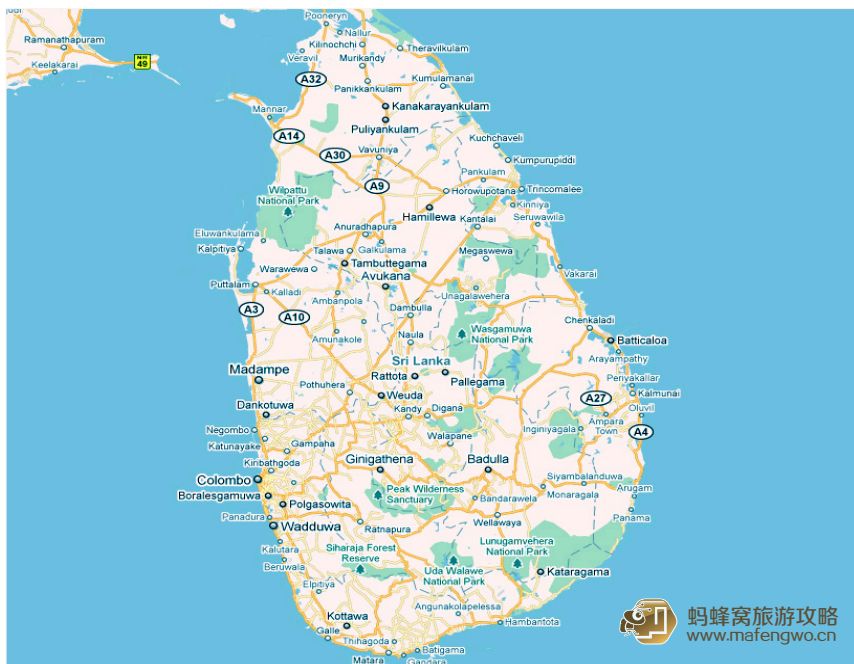 Pooneryn
Nallur
Kilinochchi
Veravil
Theravilkulam
Ramanathapuram
Murikandy
NH
49
Keelakarai
A32
Panikkankulam
Kumulamanai
Mannar
Kanakarayankulam
Puliyankulam
A14
Kuchchaveli
Vavuniya
A30
Kumpurupiddi
Pankulam
A9
Horowupotana
Trincomalee
Wilpattu
National Park
Kinniya
Hamillewa
Kantalai
Seruwawila
Anuradhapura
Eluwankulama
Kalpitiya
Talawa
Galkulama
Megaswewa
Tambuttegama
Warawewa
Vakarai
Avukana
Puttalam
Kalladi
Ambanpola
Unagalawehera
A3
A10
Dambulla
Chenkaladi
Amunakole
Naula
Wasgamuwa
National Park
Batticaloa
Arayampathy
Sri Lanka
Madampe
Rattota
Pallegama
Periyakallar
Pothuhera
Weuda
A27
Kalmunai
Dankotuwa
Kandy
Digana
Oluvil
Ampara
Town
Negombo
Inginiyagala
A4
Katunayake
Gampaha
Walapane
Kiribathgoda
Ginigathena
Badulla
Colombo
Siyambalanduwa
Boralesgamuwa
Peak Wilderness
Sanctuary
Bandarawela
Monaragala
Arugam
Polgasowita
Panadura
Panama
Wadduwa
Ratnapura
Wellawaya
Kalutara
Siharaja Forest
Reserve
Lunugamvehera
National Park
Beruwala
Uda Walawe
National Park
Kataragama
Elpitiya
Angunakolapelessa
Kottawa
Hambantota
Galle
Thihagoda
Batigama
Matara
Gandara
蚂蜂窝旅游攻略
www.mafengwo.cn